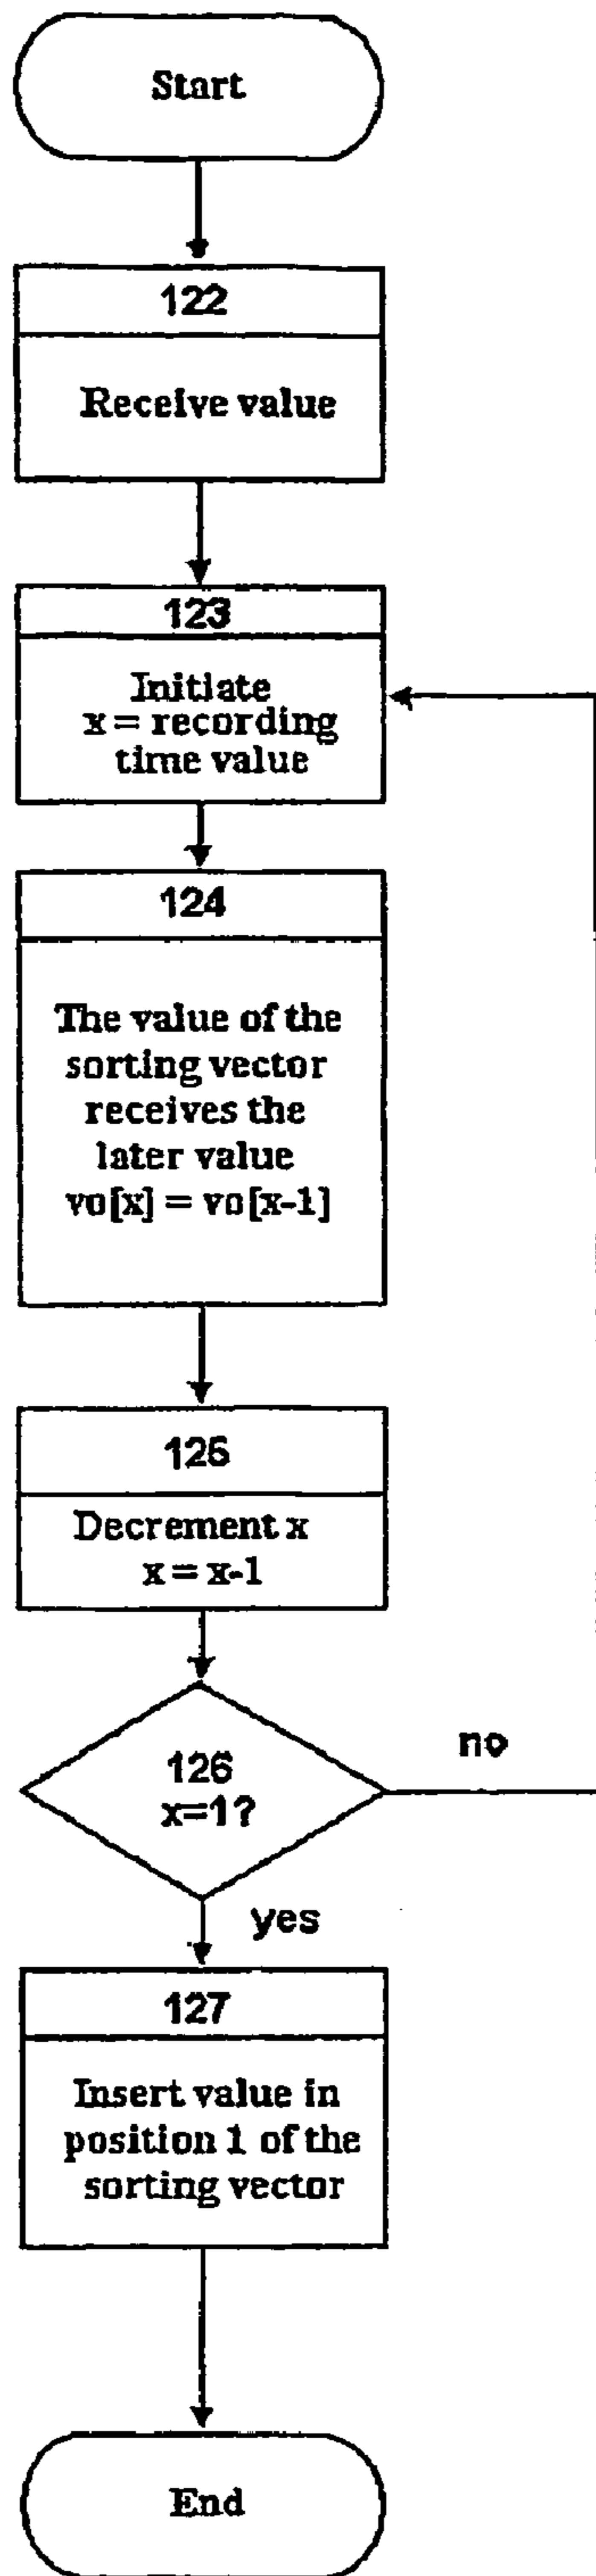 Start
122
Receive value
123
Initiate
x = recording
time value
124
The value of the
sorting vector
receives the
later value
vo[x] = vo[x-1]
125
Decrement x
x = x-1
126
x=1?
no
yes
127
Insert value in
position 1 of the
sorting vector
End